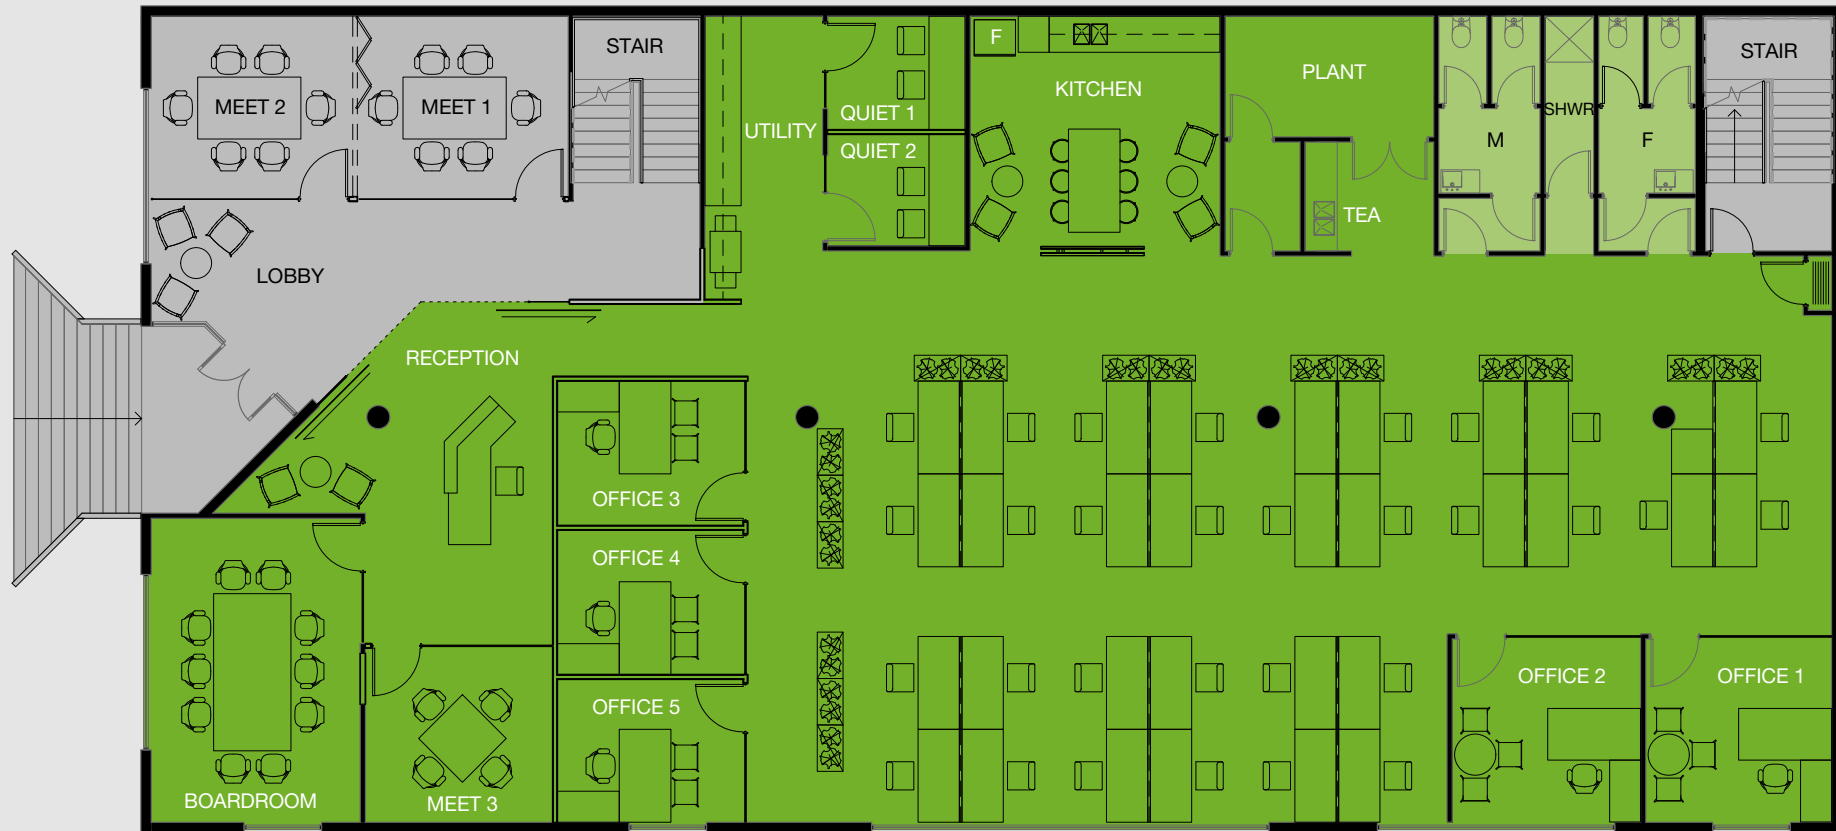 STAIR
F
STAIR
PLANT
KITCHEN
MEET 2
MEET 1
QUIET 1
SHWR
UTILITY
M
F
QUIET 2
TEA
LOBBY
RECEPTION
OFFICE 3
OFFICE 4
OFFICE 2
OFFICE 1
OFFICE 5
BOARDROOM
MEET 3